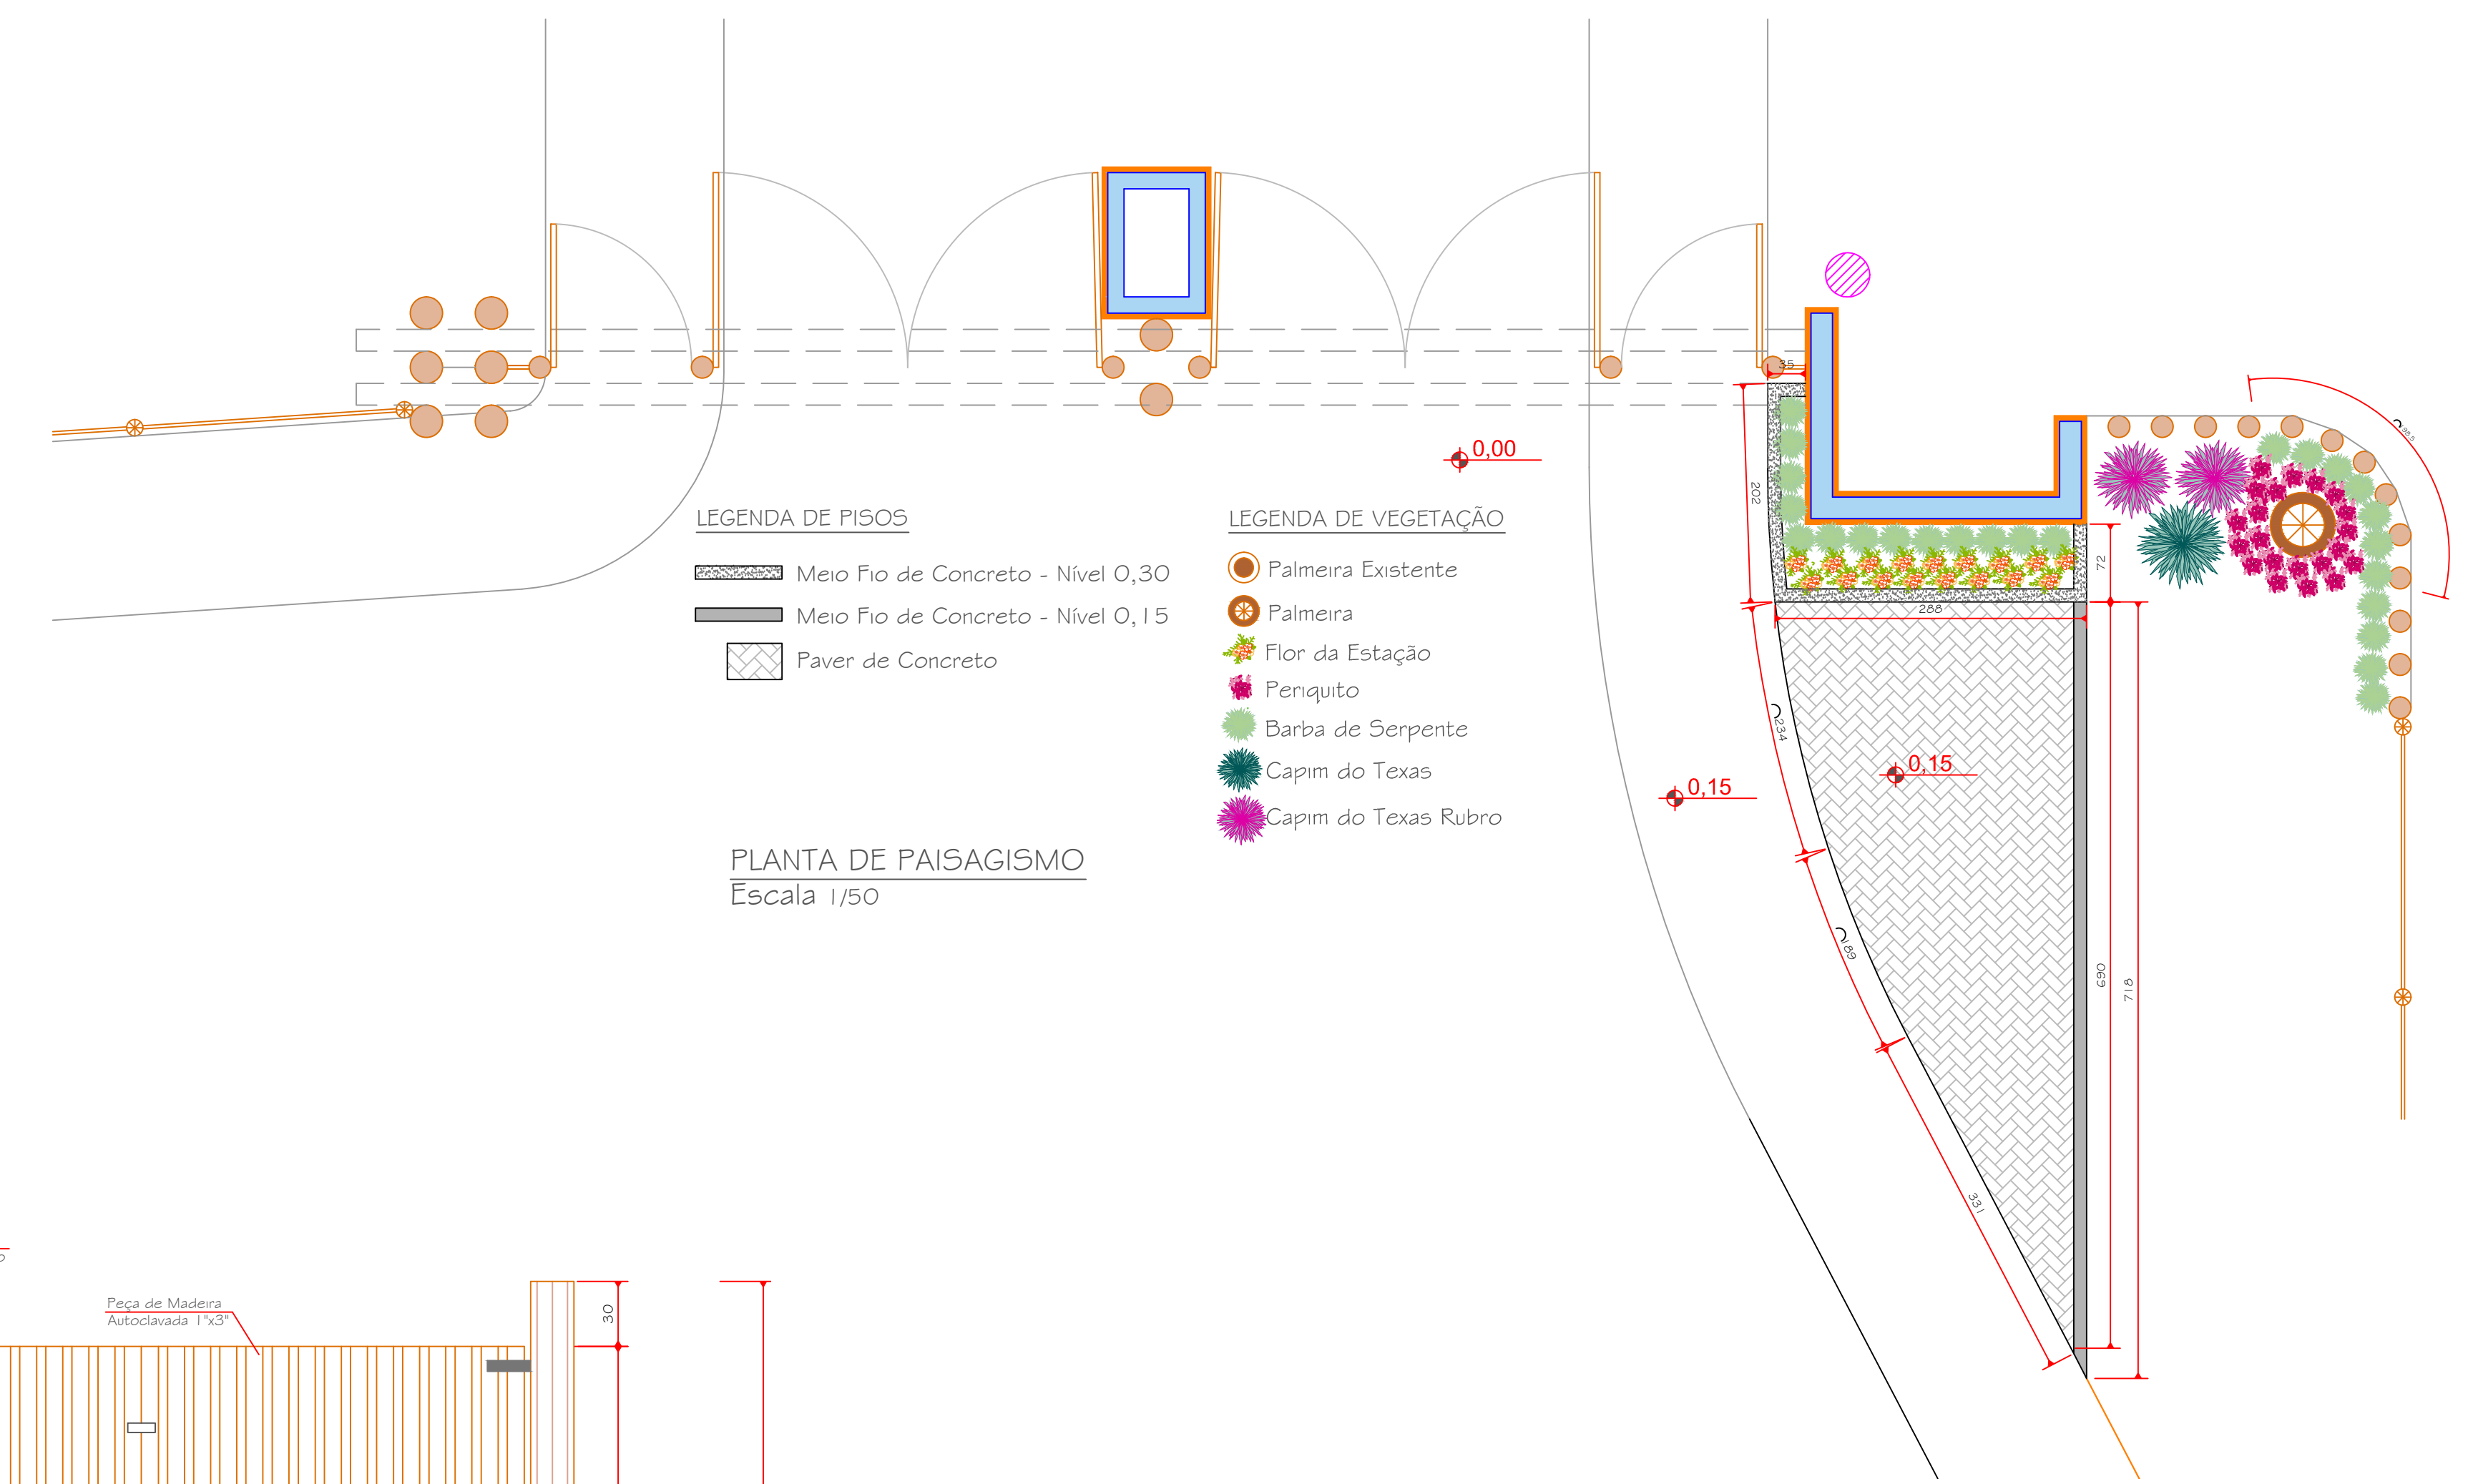 35
98,5
0,00
202
LEGENDA DE PISOS
Meio Fio de Concreto - Nível 0,30
Meio Fio de Concreto - Nível 0,15
Paver de Concreto
LEGENDA DE VEGETAÇÃO
Palmeira Existente
Palmeira
Flor da Estação
Periquito
Barba de Serpente
Capim do Texas
Capim do Texas Rubro
72
288
234
0,15
0,15
PLANTA DE PAISAGISMO
Escala 1/50
189
690
718
331
Peça de Madeira
Autoclavada 1"x3"
30